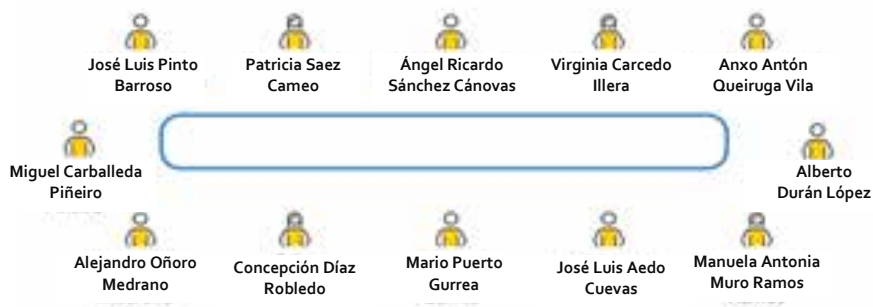 José Luis Pinto
Barroso
Patricia Saez
Cameo
Ángel Ricardo
Sánchez Cánovas
Virginia Carcedo
Illera
Anxo Antón
Queiruga Vila
Miguel Carballeda
Piñeiro
Alberto
Durán López
Alejandro Oñoro
Medrano
Concepción Díaz
Robledo
Mario Puerto
Gurrea
José Luis Aedo
Cuevas
Manuela Antonia
Muro Ramos